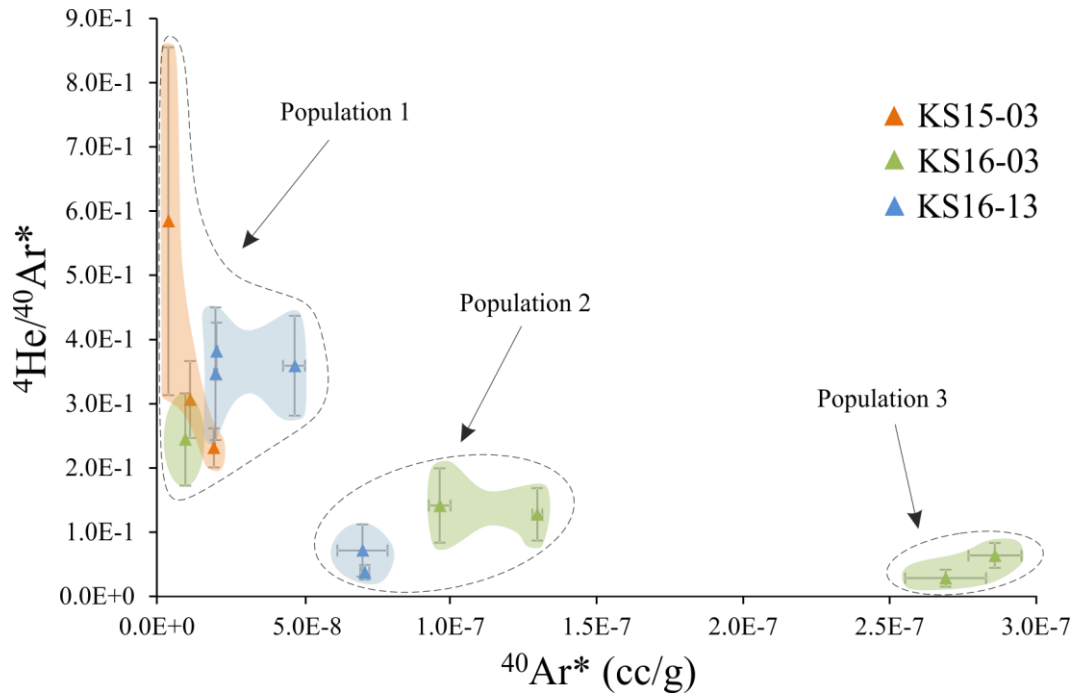 9.0E-1
8.0E-1
7.0E-1
6.0E-1
5.0E-1
4.0E-1
3.0E-1
2.0E-1
1.0E-1
0.0E+0
⁴He/⁴⁰Ar*
Population 1
Population 2
Population 3
KS15-03
KS16-03
KS16-13
0.0E+0 5.0E-8 1.0E-7 1.5E-7 2.0E-7 2.5E-7 3.0E-7
⁴⁰Ar* (cc/g)